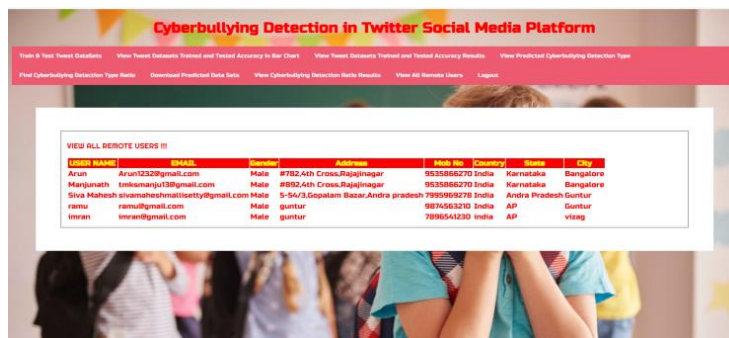 Cyberbullying Detection in Twitter Social Media Platform
Train & Test Tweet DataSets View Tweet Datasets Trained and Tested Accuracy in Bar Chart View Tweet Datasets Trained and Tested Accuracy Results View Predicted Cyberbullying Detection Type
Find Cyberbullying Detection Type Ratio Download Predicted Data Sets View Cyberbullying Detection Ratio Results View All Remote Users Logout
VIEW ALL REMOTE USERS !!!
USER NAME EMAIL Gender Address Mob No Country State City
Arun Arun1232@gmail.com Male #782,4th Cross,Rajajinagar 9535866270 India Karnataka Bangalore
Manjunath tmksmanju13@gmail.com Male #892,4th Cross,Rajajinagar 9535866270 India Karnataka Bangalore
Siva Mahesh sivamaheshmallisetty@gmail.com Male 5-54/3,Gopalam Bazar,Andra pradesh 7995969278 India Andra Pradesh Guntur
ramu ramu@gmail.com Male guntur 9874563210 India AP Guntur
imran imran@gmail.com Male guntur 7896541230 india AP vizag